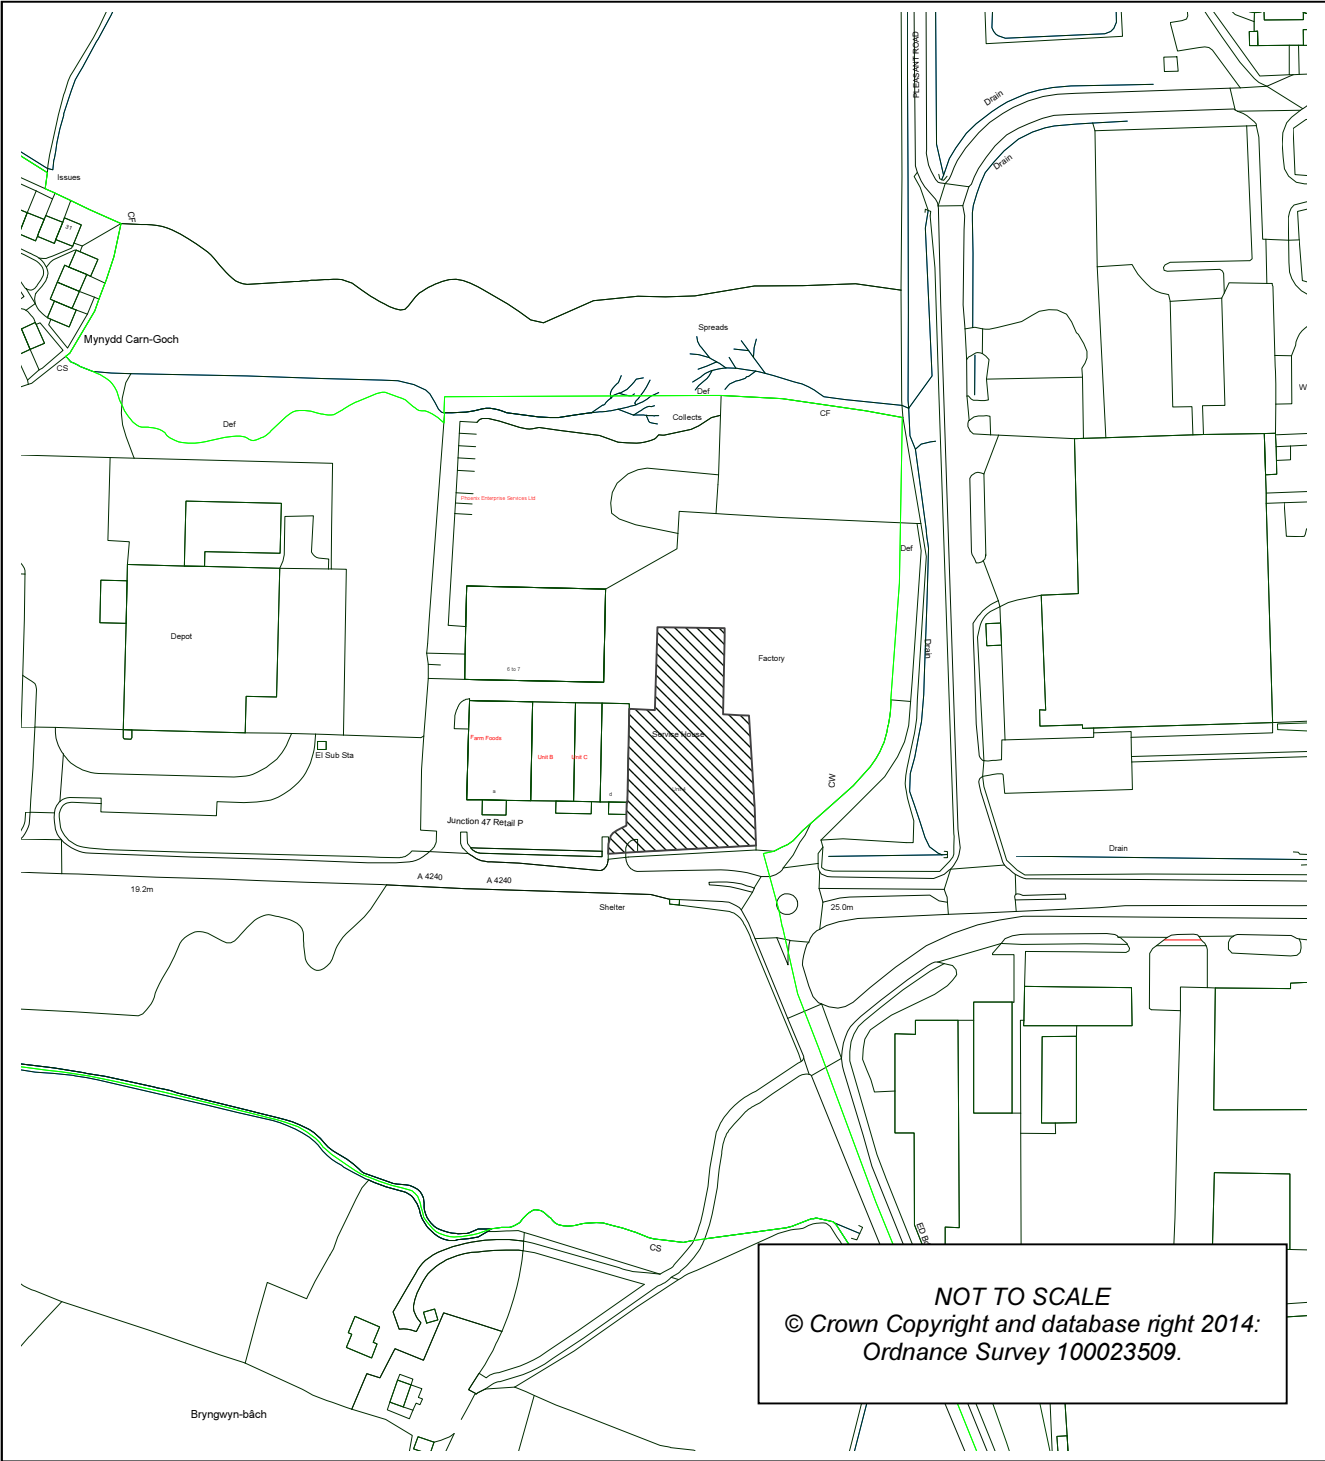 PLEASANT ROAD
Drain
Drain
Issues
CF
31
Mynydd Carn-Goch
CS
Spreads
Def
Collects
CF
Def
Phoenix Enterprise Services Ltd
Def
Depot
Factory
Drain
6 to 7
Service House
Farm Foods
Unit B
Unit C
El Sub Sta
CW
a
d
Junction 47 Retail P
Drain
A 4240
A 4240
19.2m
Shelter
25.0m
CS
NOT TO SCALE
© Crown Copyright and database right 2014:
Ordnance Survey 100023509.
Bryngwyn-bâch